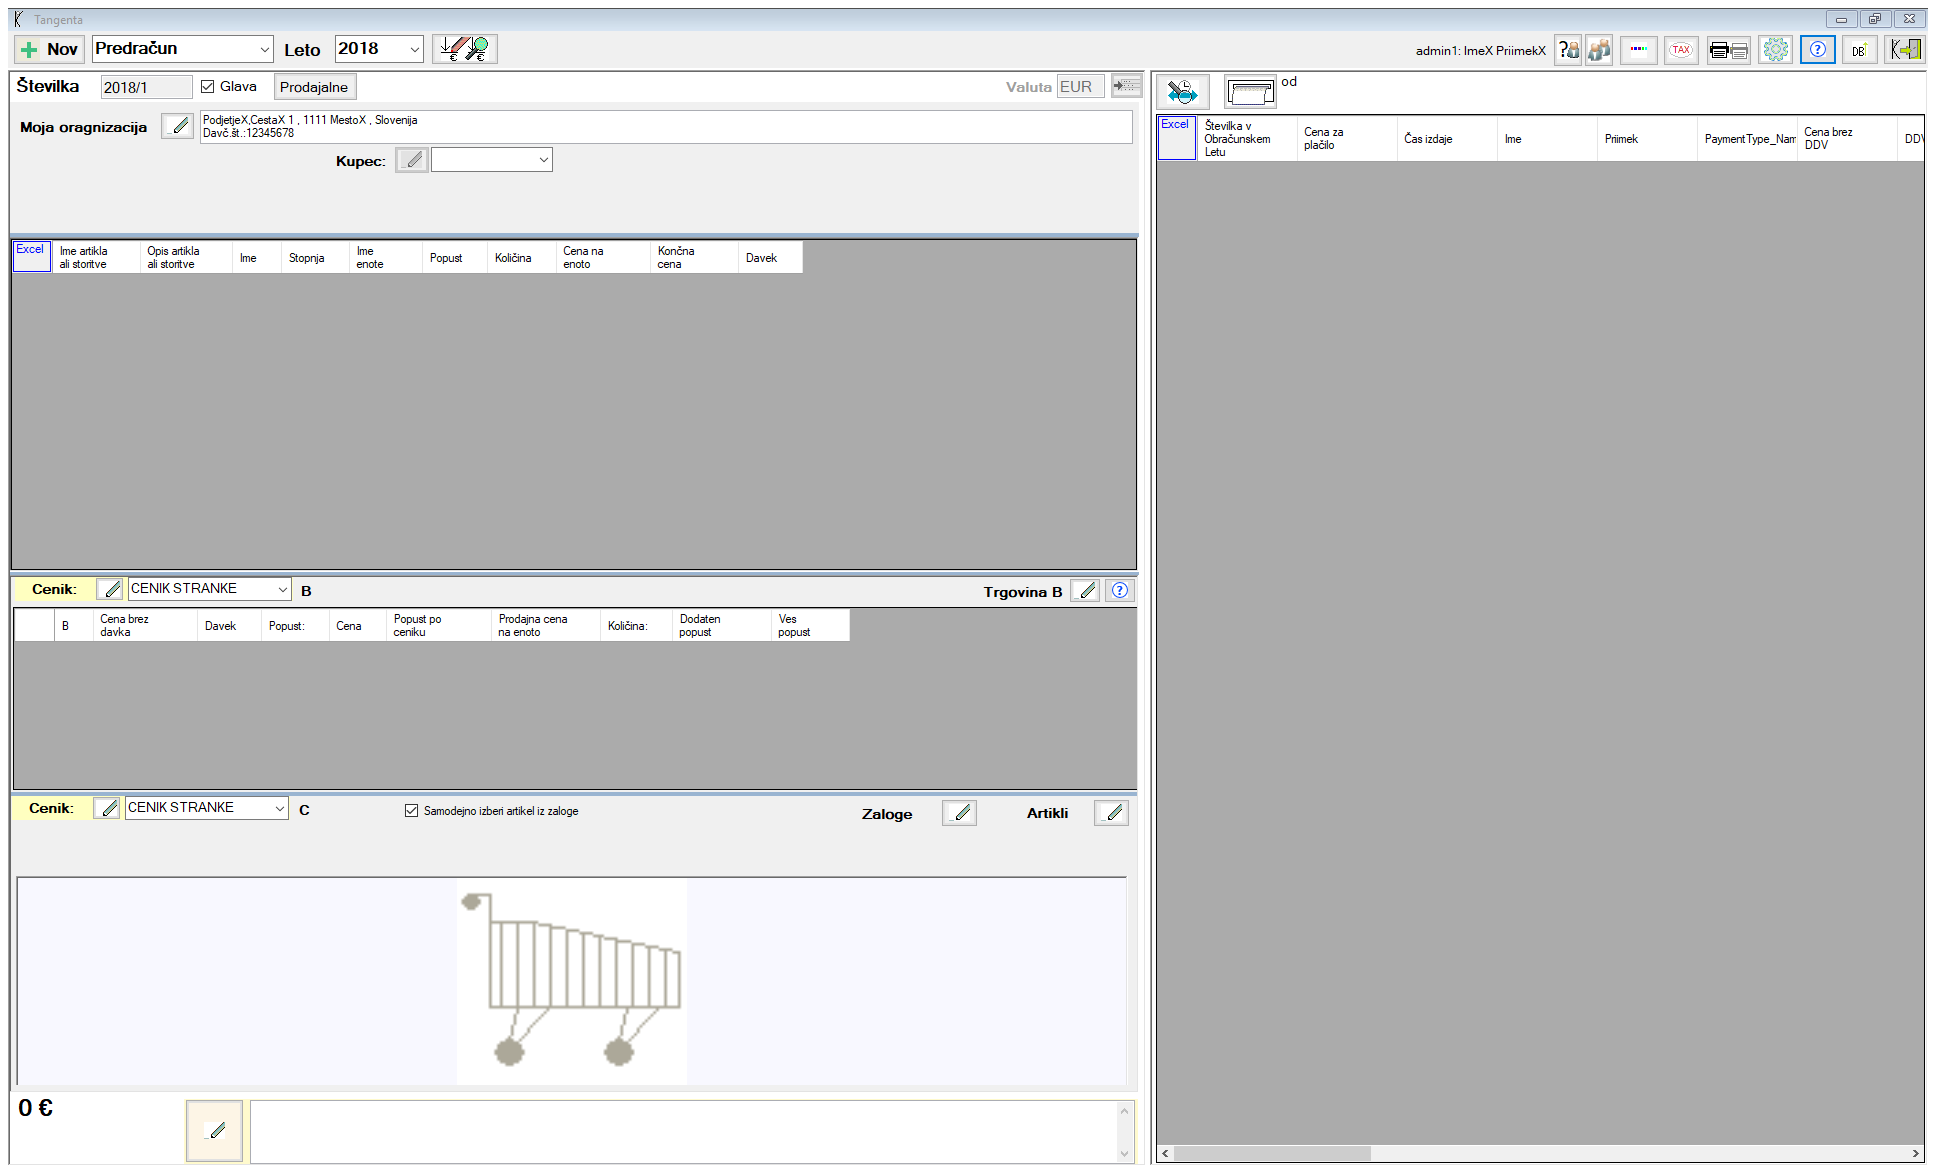 Tangenta
Nov
Predračun
Leto
2018
admin1: ImeX PriimekX
TAX
DB
Številka
2018/1
Glava
Prodajalne
Valuta
EUR
od
Moja oragnizacija
PodjetjeX,CestaX 1 , 1111 MestoX , Slovenija
Davč.št.:12345678
Kupec:
Excel
Številka v
Obračunskem
Letu
Cena za
plačilo
Čas izdaje
Ime
Priimek
PaymentType_Nam
Cena brez
DDV
DDV
Excel
Ime artikla
ali storitve
Opis artikla
ali storitve
Ime
Stopnja
Ime
enote
Popust
Količina
Cena na
enoto
Končna
cena
Davek
Cenik:
CENIK STRANKE
B
Trgovina B
B
Cena brez
davka
Davek
Popust:
Cena
Popust po
ceniku
Prodajna cena
na enoto
Količina:
Dodaten
popust
Ves
popust
Cenik:
CENIK STRANKE
C
Samodejno izberi artikel iz zaloge
Zaloge
Artikli
0 €